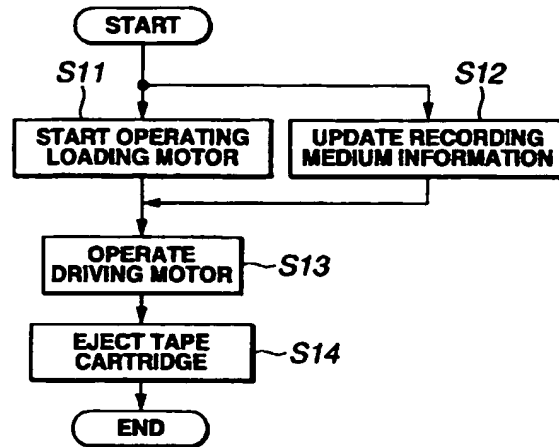 START
S11
S12
START OPERATING
LOADING MOTOR
UPDATE RECORDING
MEDIUM INFORMATION
OPERATE
DRIVING MOTOR
S13
EJECT TAPE
CARTRIDGE
S14
END